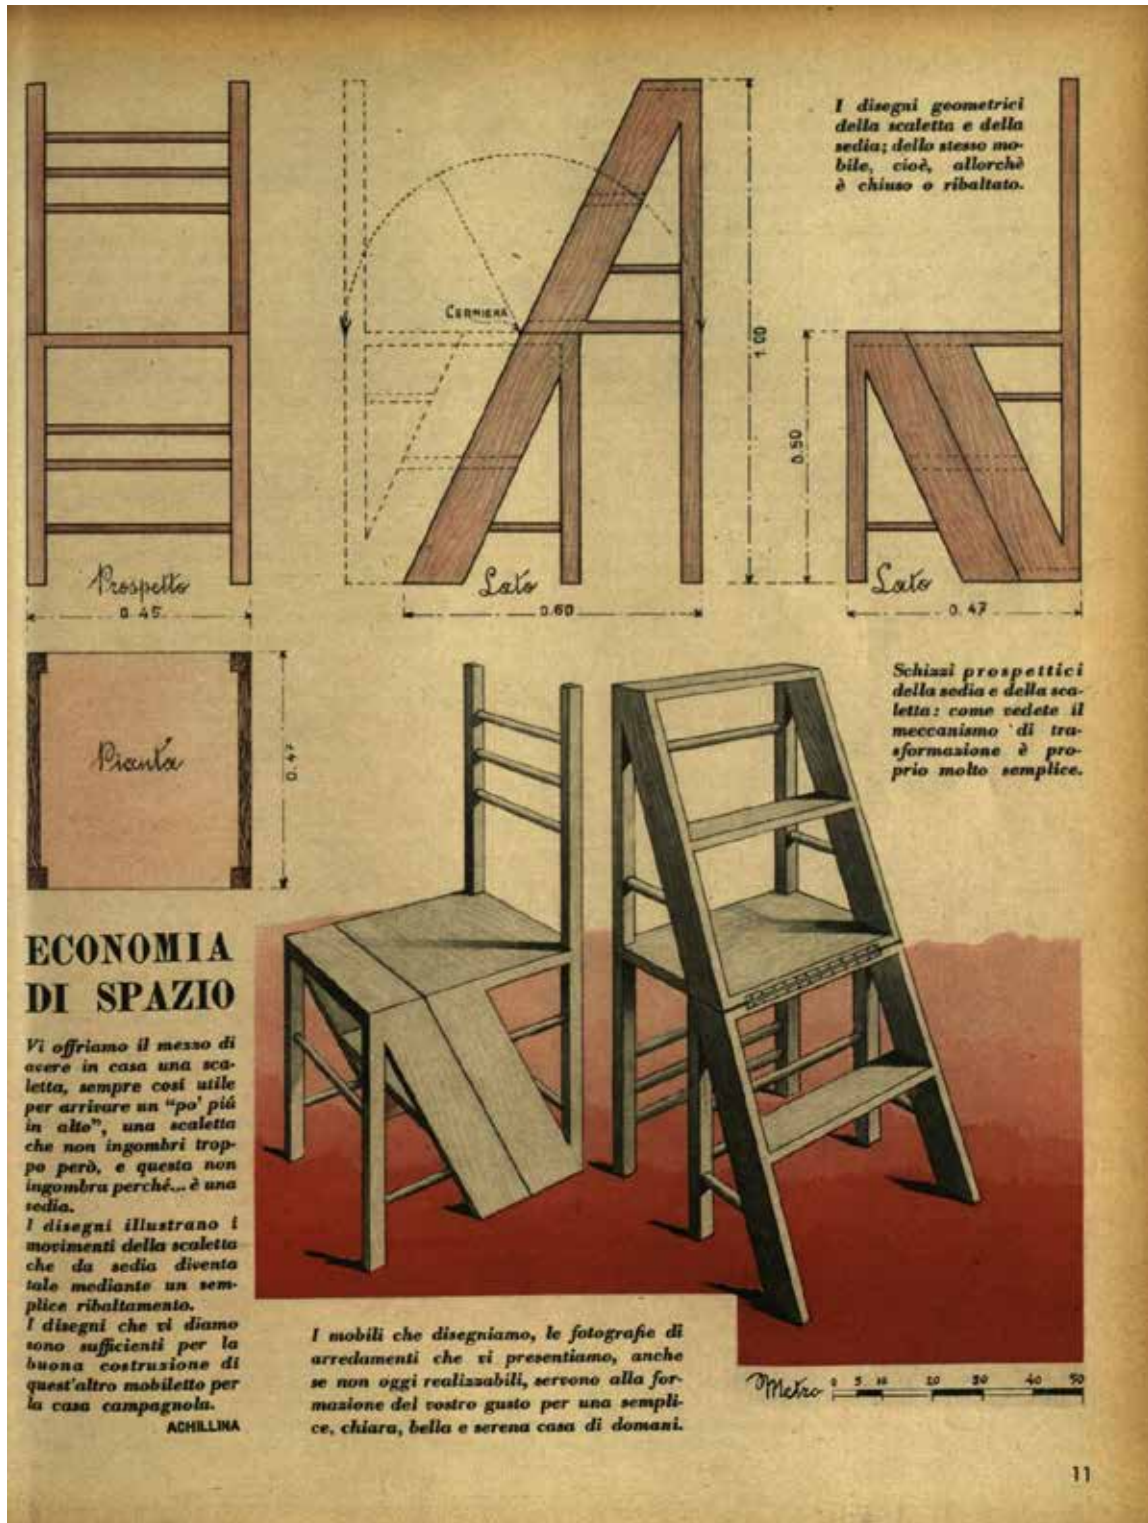 I disegni geometrici
della scaletta e della
sedia; dello stesso mo-
bile, cioè, allorchè
è chiuso o ribaltato.
CERNIERA
1.00
0.50
Prospetto
0.45
Lato
0.60
Lato
0.47
Pianta
0.47
Schizzi prospettici
della sedia e della sca-
letta: come vedete il
meccanismo di tra-
sformazione è pro-
prio molto semplice.
ECONOMIA
DI SPAZIO
Vi offriamo il mezzo di
avere in casa una sca-
letta, sempre così utile
per arrivare un "po' più
in alto", una scaletta
che non ingombri trop-
po però, e questa non
ingombra perché... è una
sedia.
I disegni illustrano i
movimenti della scaletta
che da sedia diventa
tale mediante un sem-
plice ribaltamento.
I disegni che vi diamo
sono sufficienti per la
buona costruzione di
quest'altro mobiletto per
la casa campagnola.
ACHILLINA
I mobili che disegniamo, le fotografie di
arredamenti che vi presentiamo, anche
se non oggi realizzabili, servono alla for-
mazione del vostro gusto per una sempli-
ce, chiara, bella e serena casa di domani.
Metro 0 5 10 20 30 40 50
11